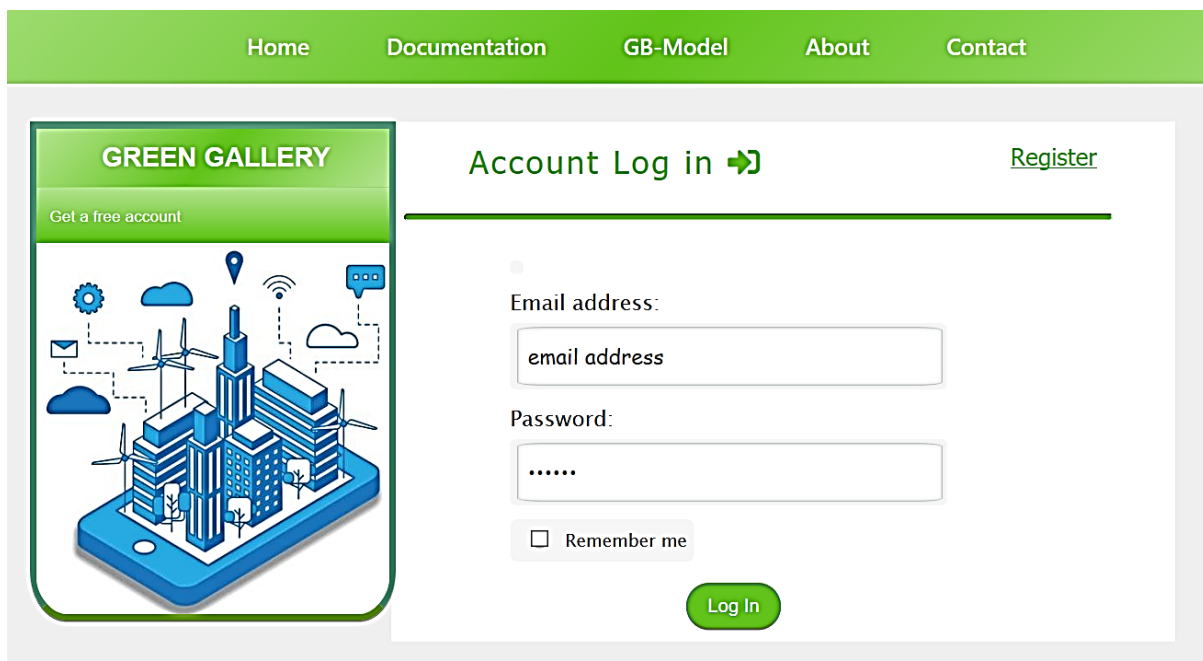 Home Documentation GB-Model About Contact
GREEN GALLERY
Get a free account
Account Log in
Register
Email address:
email address
Password:
••••••
Remember me
Log In